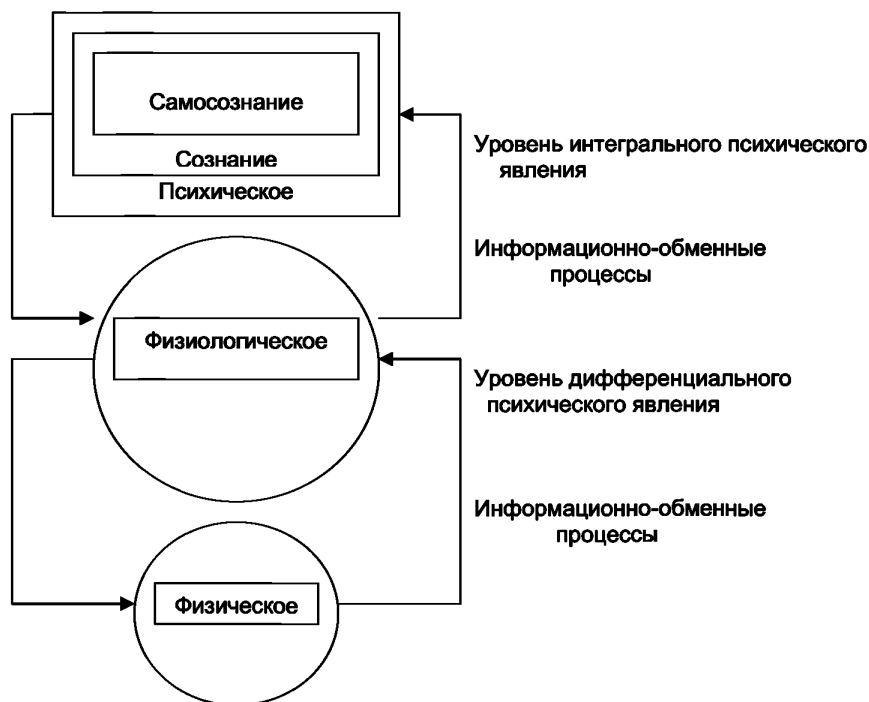 Самосознание
Сознание
Психическое
Уровень интегрального психического
явления
Информационно-обменные
процессы
Физиологическое
Уровень дифференциального
психического явления
Информационно-обменные
процессы
Физическое